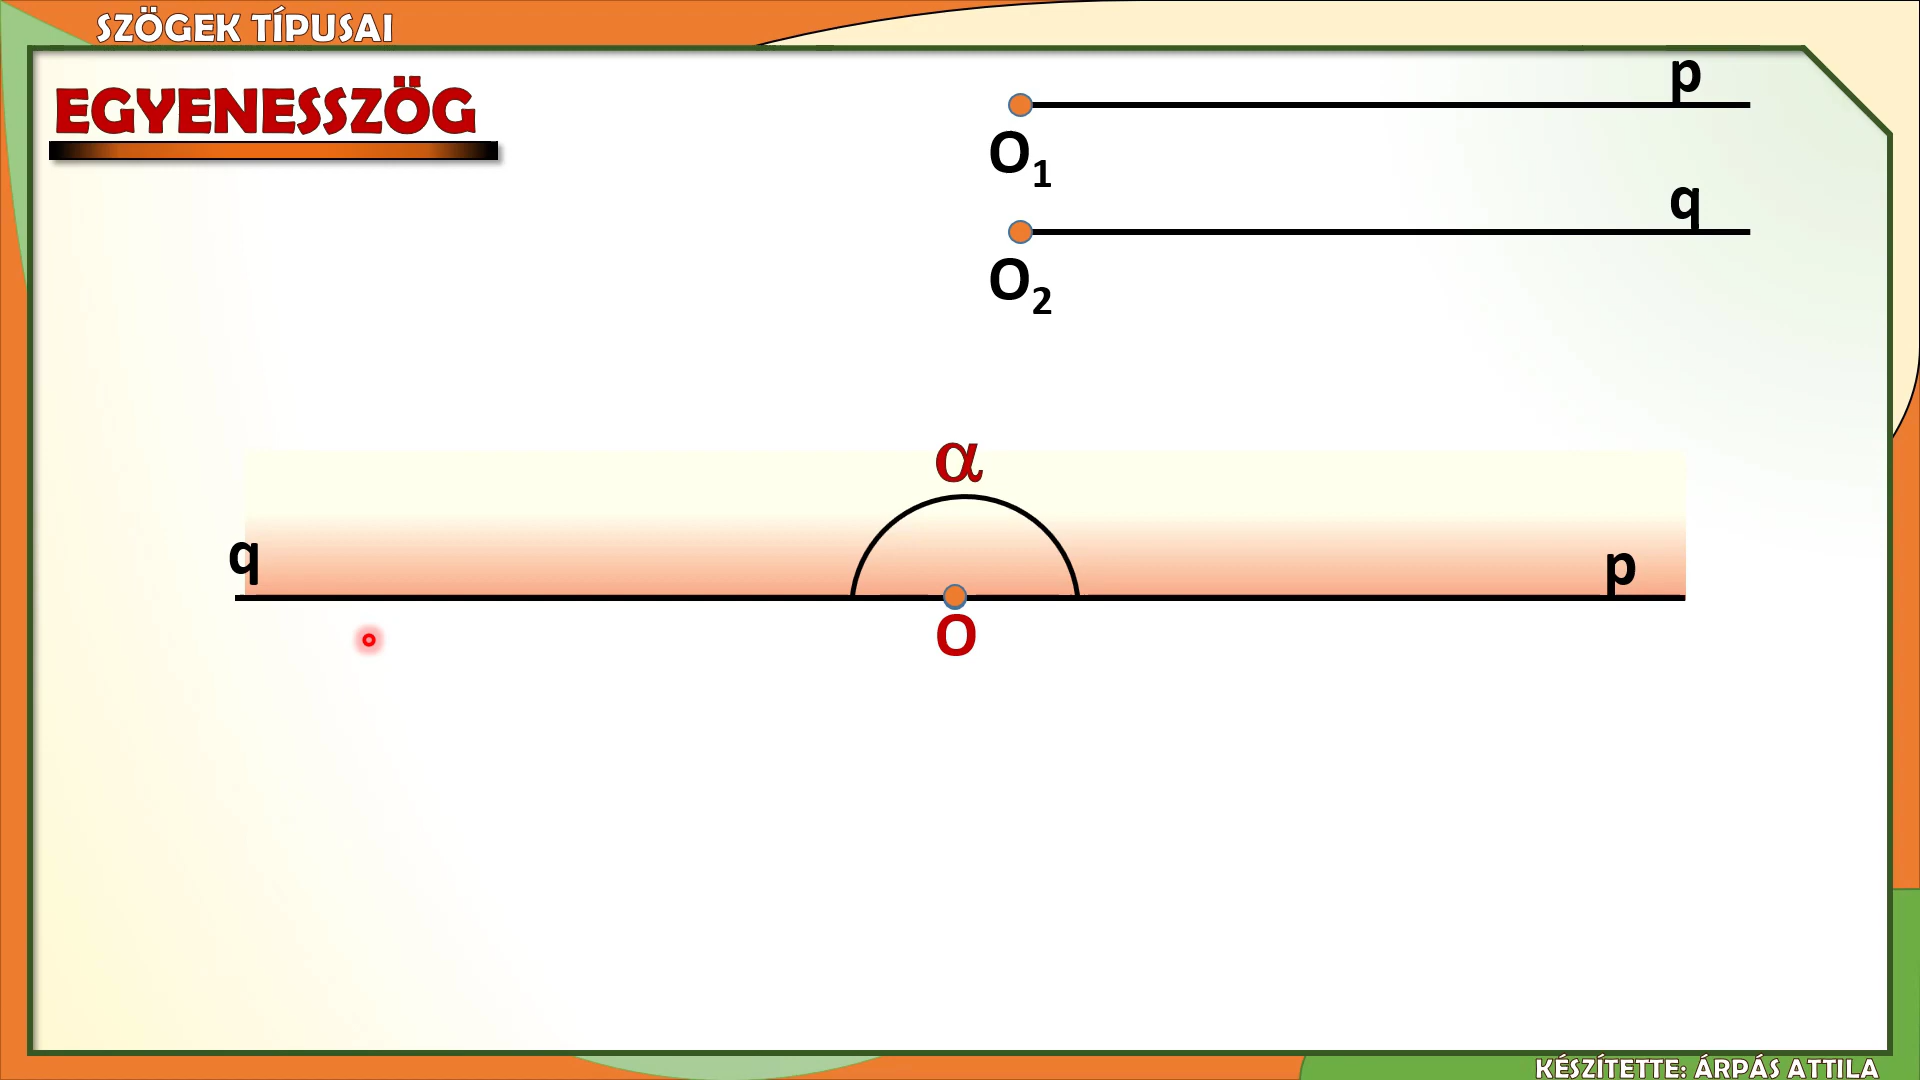 SZÖGEK TÍPUSAI
EGYENESSZÖG
p
O₁
q
O₂
α
q
p
O
KÉSZÍTETTE: ÁRPÁS ATTILA